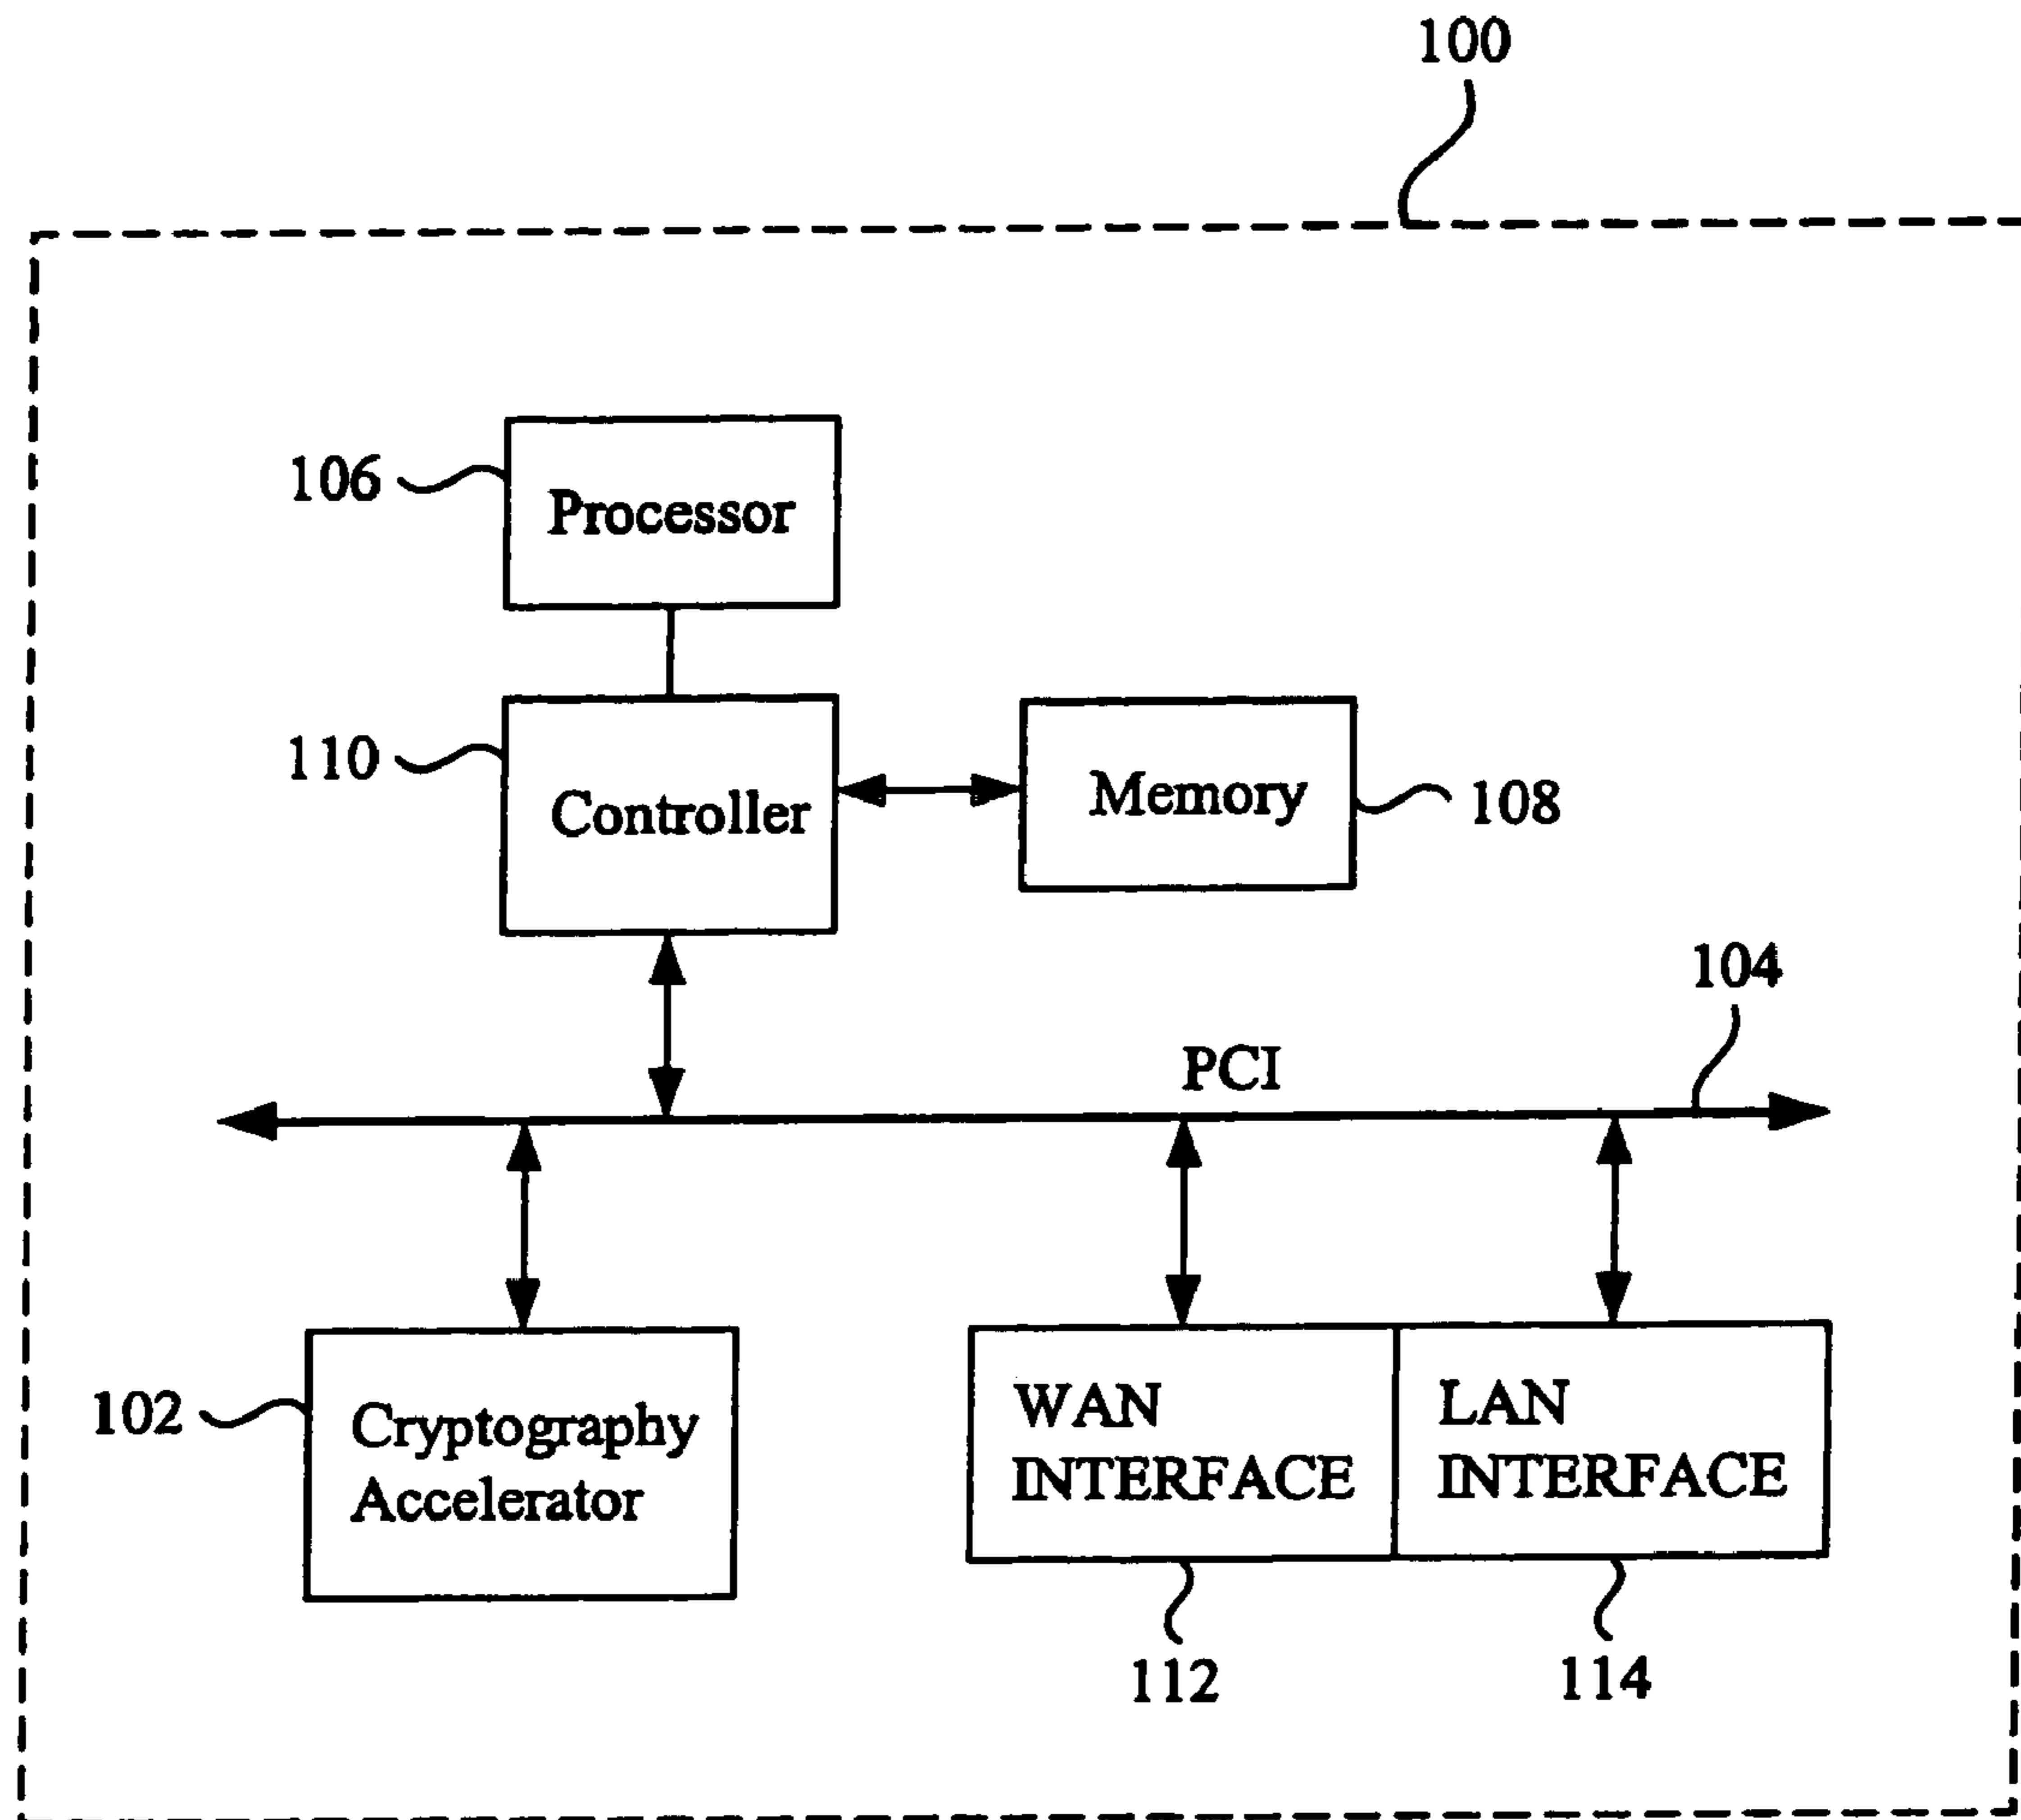 100
106
Processor
110
Controller
Memory
108
104
PCI
102
Cryptography
Accelerator
WAN
INTERFACE
LAN
INTERFACE
112
114